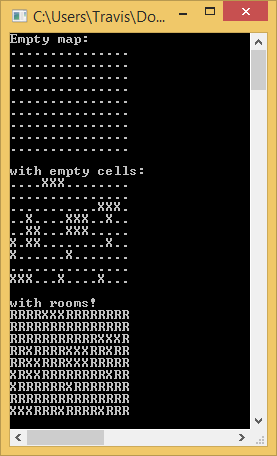 C:\Users\Travis\Do...
Empty map:
...............
...............
...............
...............
...............
...............
...............
...............
...............
with empty cells:
....XXX........
...............
...........XXX.
..X....XXX..X..
..XX...XXX.....
X.XX........X..
X......X.......
...............
XXX...X....X...
with rooms!
RRRRXXXRRRRRRRR
RRRRRRRRRRRRRRR
RRRRRRRRRRRXXXR
RRXRRRRXXXRRXRR
RRXXRRRXXXRRRRR
XRXXRRRRRRRRXRR
XRRRRRRXRRRRRRR
RRRRRRRRRRRRRRR
XXXRRRXRRRRXRRR